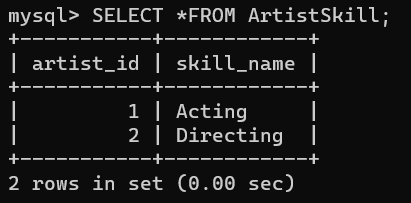 mysql> SELECT *FROM ArtistSkill;
+-----------+------------+
| artist_id | skill_name |
+-----------+------------+
|         1 | Acting     |
|         2 | Directing  |
+-----------+------------+
2 rows in set (0.00 sec)